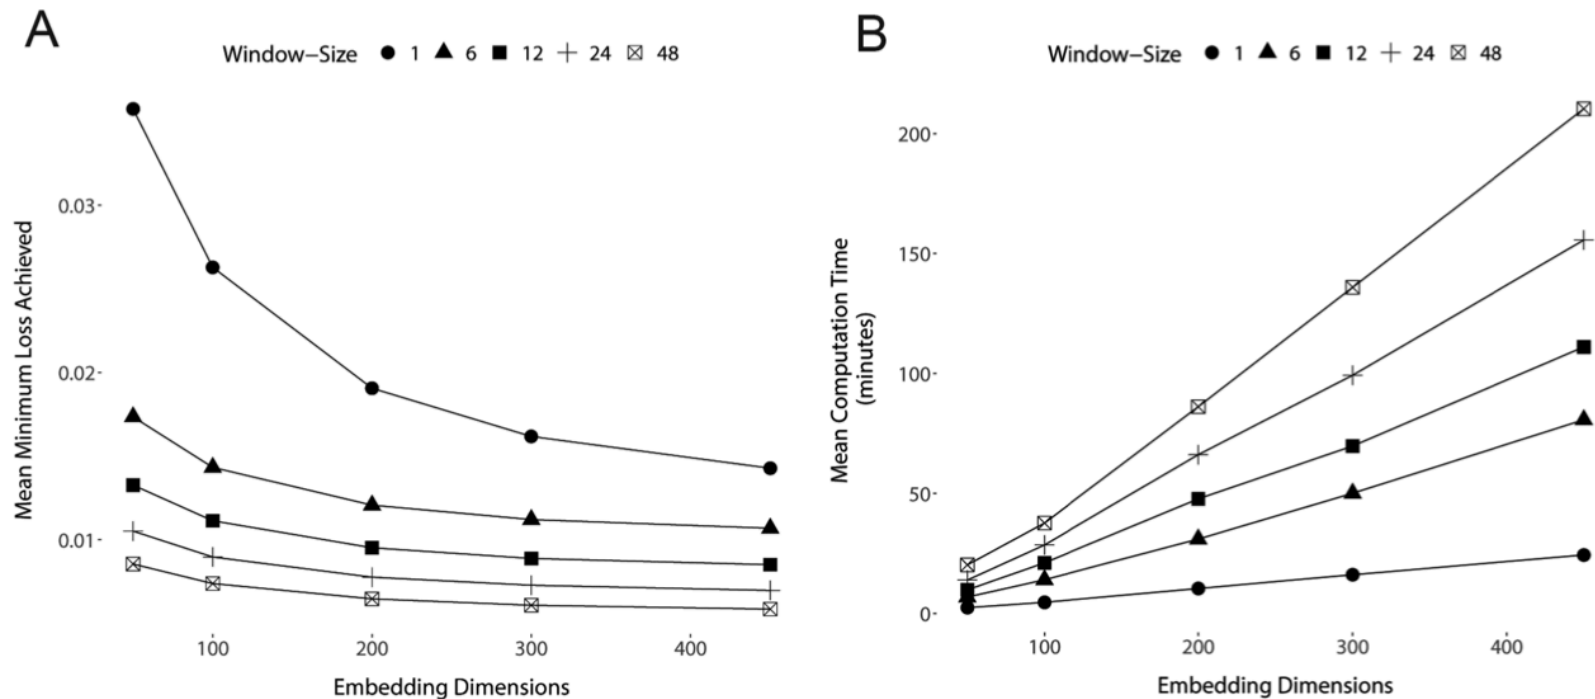 A
Window–Size 1 6 12 24 48
Mean Minimum Loss Achieved
0.03
0.02
0.01
100 200 300 400
Embedding Dimensions
B
Window–Size 1 6 12 24 48
Mean Computation Time
(minutes)
200
150
100
50
0
100 200 300 400
Embedding Dimensions